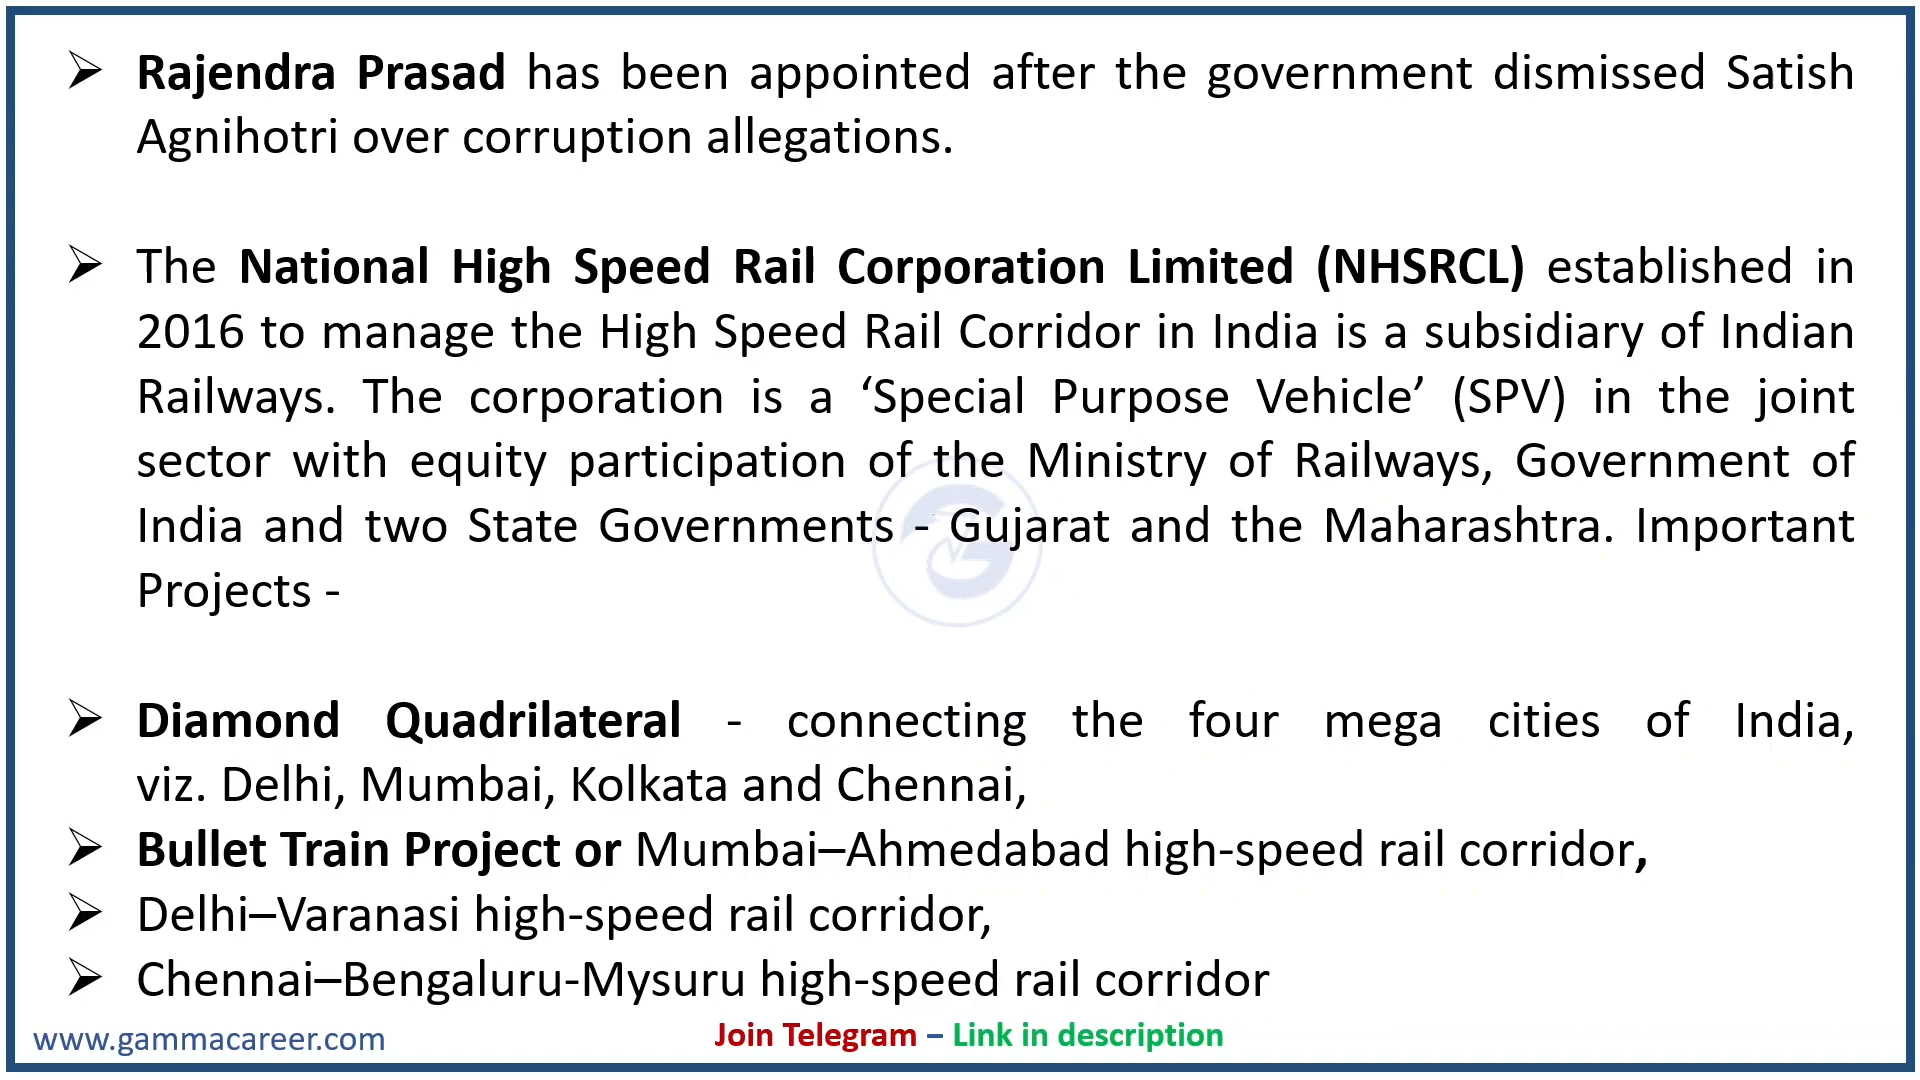 ➢ Rajendra Prasad has been appointed after the government dismissed Satish
Agnihotri over corruption allegations.
➢ The National High Speed Rail Corporation Limited (NHSRCL) established in
2016 to manage the High Speed Rail Corridor in India is a subsidiary of Indian
Railways. The corporation is a ‘Special Purpose Vehicle’ (SPV) in the joint
sector with equity participation of the Ministry of Railways, Government of
India and two State Governments - Gujarat and the Maharashtra. Important
Projects -
➢ Diamond Quadrilateral - connecting the four mega cities of India,
viz. Delhi, Mumbai, Kolkata and Chennai,
➢ Bullet Train Project or Mumbai–Ahmedabad high-speed rail corridor,
➢ Delhi–Varanasi high-speed rail corridor,
➢ Chennai–Bengaluru-Mysuru high-speed rail corridor
www.gammacareer.com
Join Telegram – Link in description